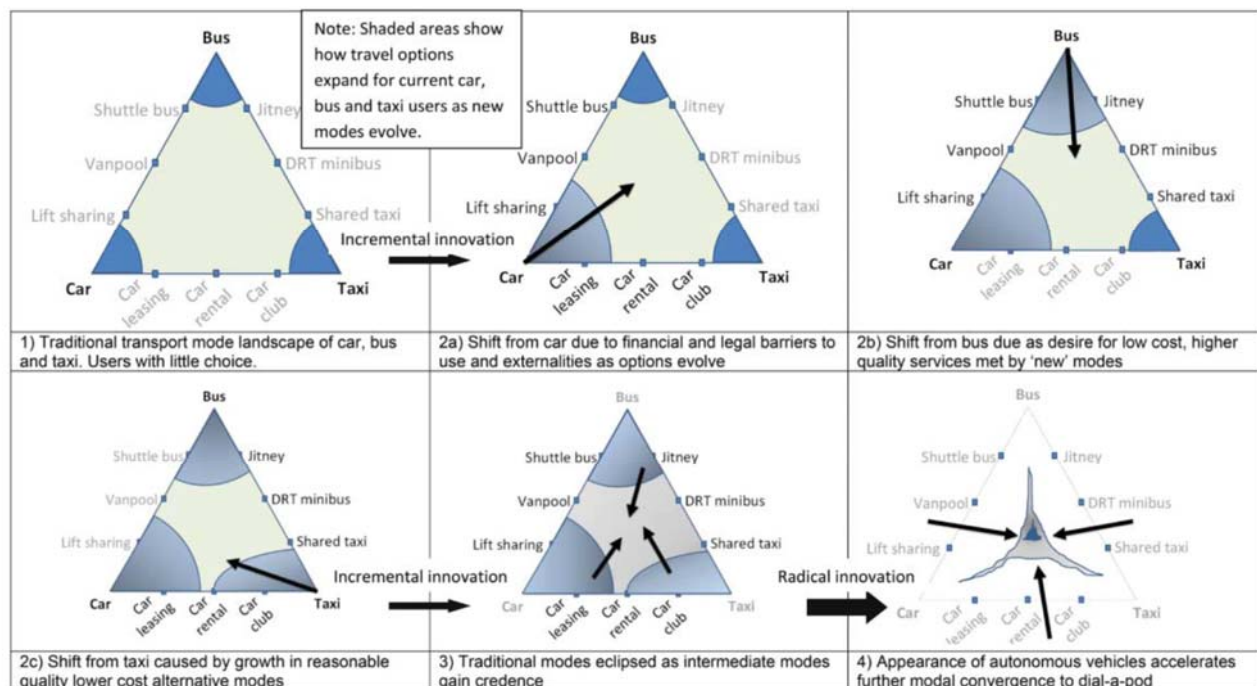 Bus
Shuttle bus
Jitney
Vanpool
DRT minibus
Lift sharing
Shared taxi
Car
Taxi
Car leasing
Car rental
Car club
1) Traditional transport mode landscape of car, bus
and taxi. Users with little choice.
Note: Shaded areas show
how travel options
expand for current car,
bus and taxi users as new
modes evolve.
Incremental innovation
Bus
Shuttle bus
Jitney
Vanpool
DRT minibus
Lift sharing
Shared taxi
Car
Taxi
Car leasing
Car rental
Car club
2a) Shift from car due to financial and legal barriers to
use and externalities as options evolve
Bus
Shuttle bus
Jitney
Vanpool
DRT minibus
Lift sharing
Shared taxi
Car
Taxi
Car leasing
Car rental
Car club
2b) Shift from bus due as desire for low cost, higher
quality services met by ‘new’ modes
Bus
Shuttle bus
Jitney
Vanpool
DRT minibus
Lift sharing
Shared taxi
Car
Taxi
Car leasing
Car rental
Car club
2c) Shift from taxi caused by growth in reasonable
quality lower cost alternative modes
Incremental innovation
Bus
Shuttle bus
Jitney
Vanpool
DRT minibus
Lift sharing
Shared taxi
Car
Taxi
Car leasing
Car rental
Car club
3) Traditional modes eclipsed as intermediate modes
gain credence
Radical innovation
Bus
Shuttle bus
Jitney
Vanpool
DRT minibus
Lift sharing
Shared taxi
Car
Taxi
Car leasing
Car rental
Car club
4) Appearance of autonomous vehicles accelerates
further modal convergence to dial-a-pod